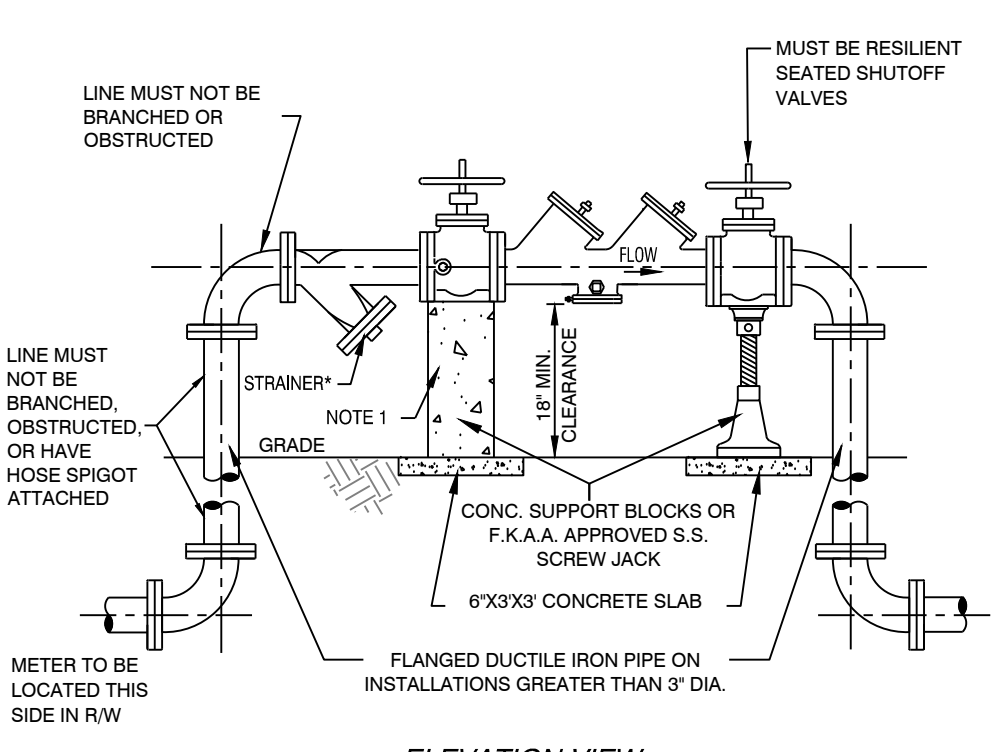 MUST BE RESILIENT
SEATED SHUTOFF
VALVES
LINE MUST NOT BE
BRANCHED OR
OBSTRUCTED
FLOW
LINE MUST
NOT BE
BRANCHED,
OBSTRUCTED,
OR HAVE
HOSE SPIGOT
ATTACHED
STRAINER*
NOTE 1
18" MIN.
CLEARANCE
GRADE
CONC. SUPPORT BLOCKS OR
F.K.A.A. APPROVED S.S.
SCREW JACK
6"X3'X3' CONCRETE SLAB
METER TO BE
LOCATED THIS
SIDE IN R/W
FLANGED DUCTILE IRON PIPE ON
INSTALLATIONS GREATER THAN 3" DIA.
ELEVATION VIEW